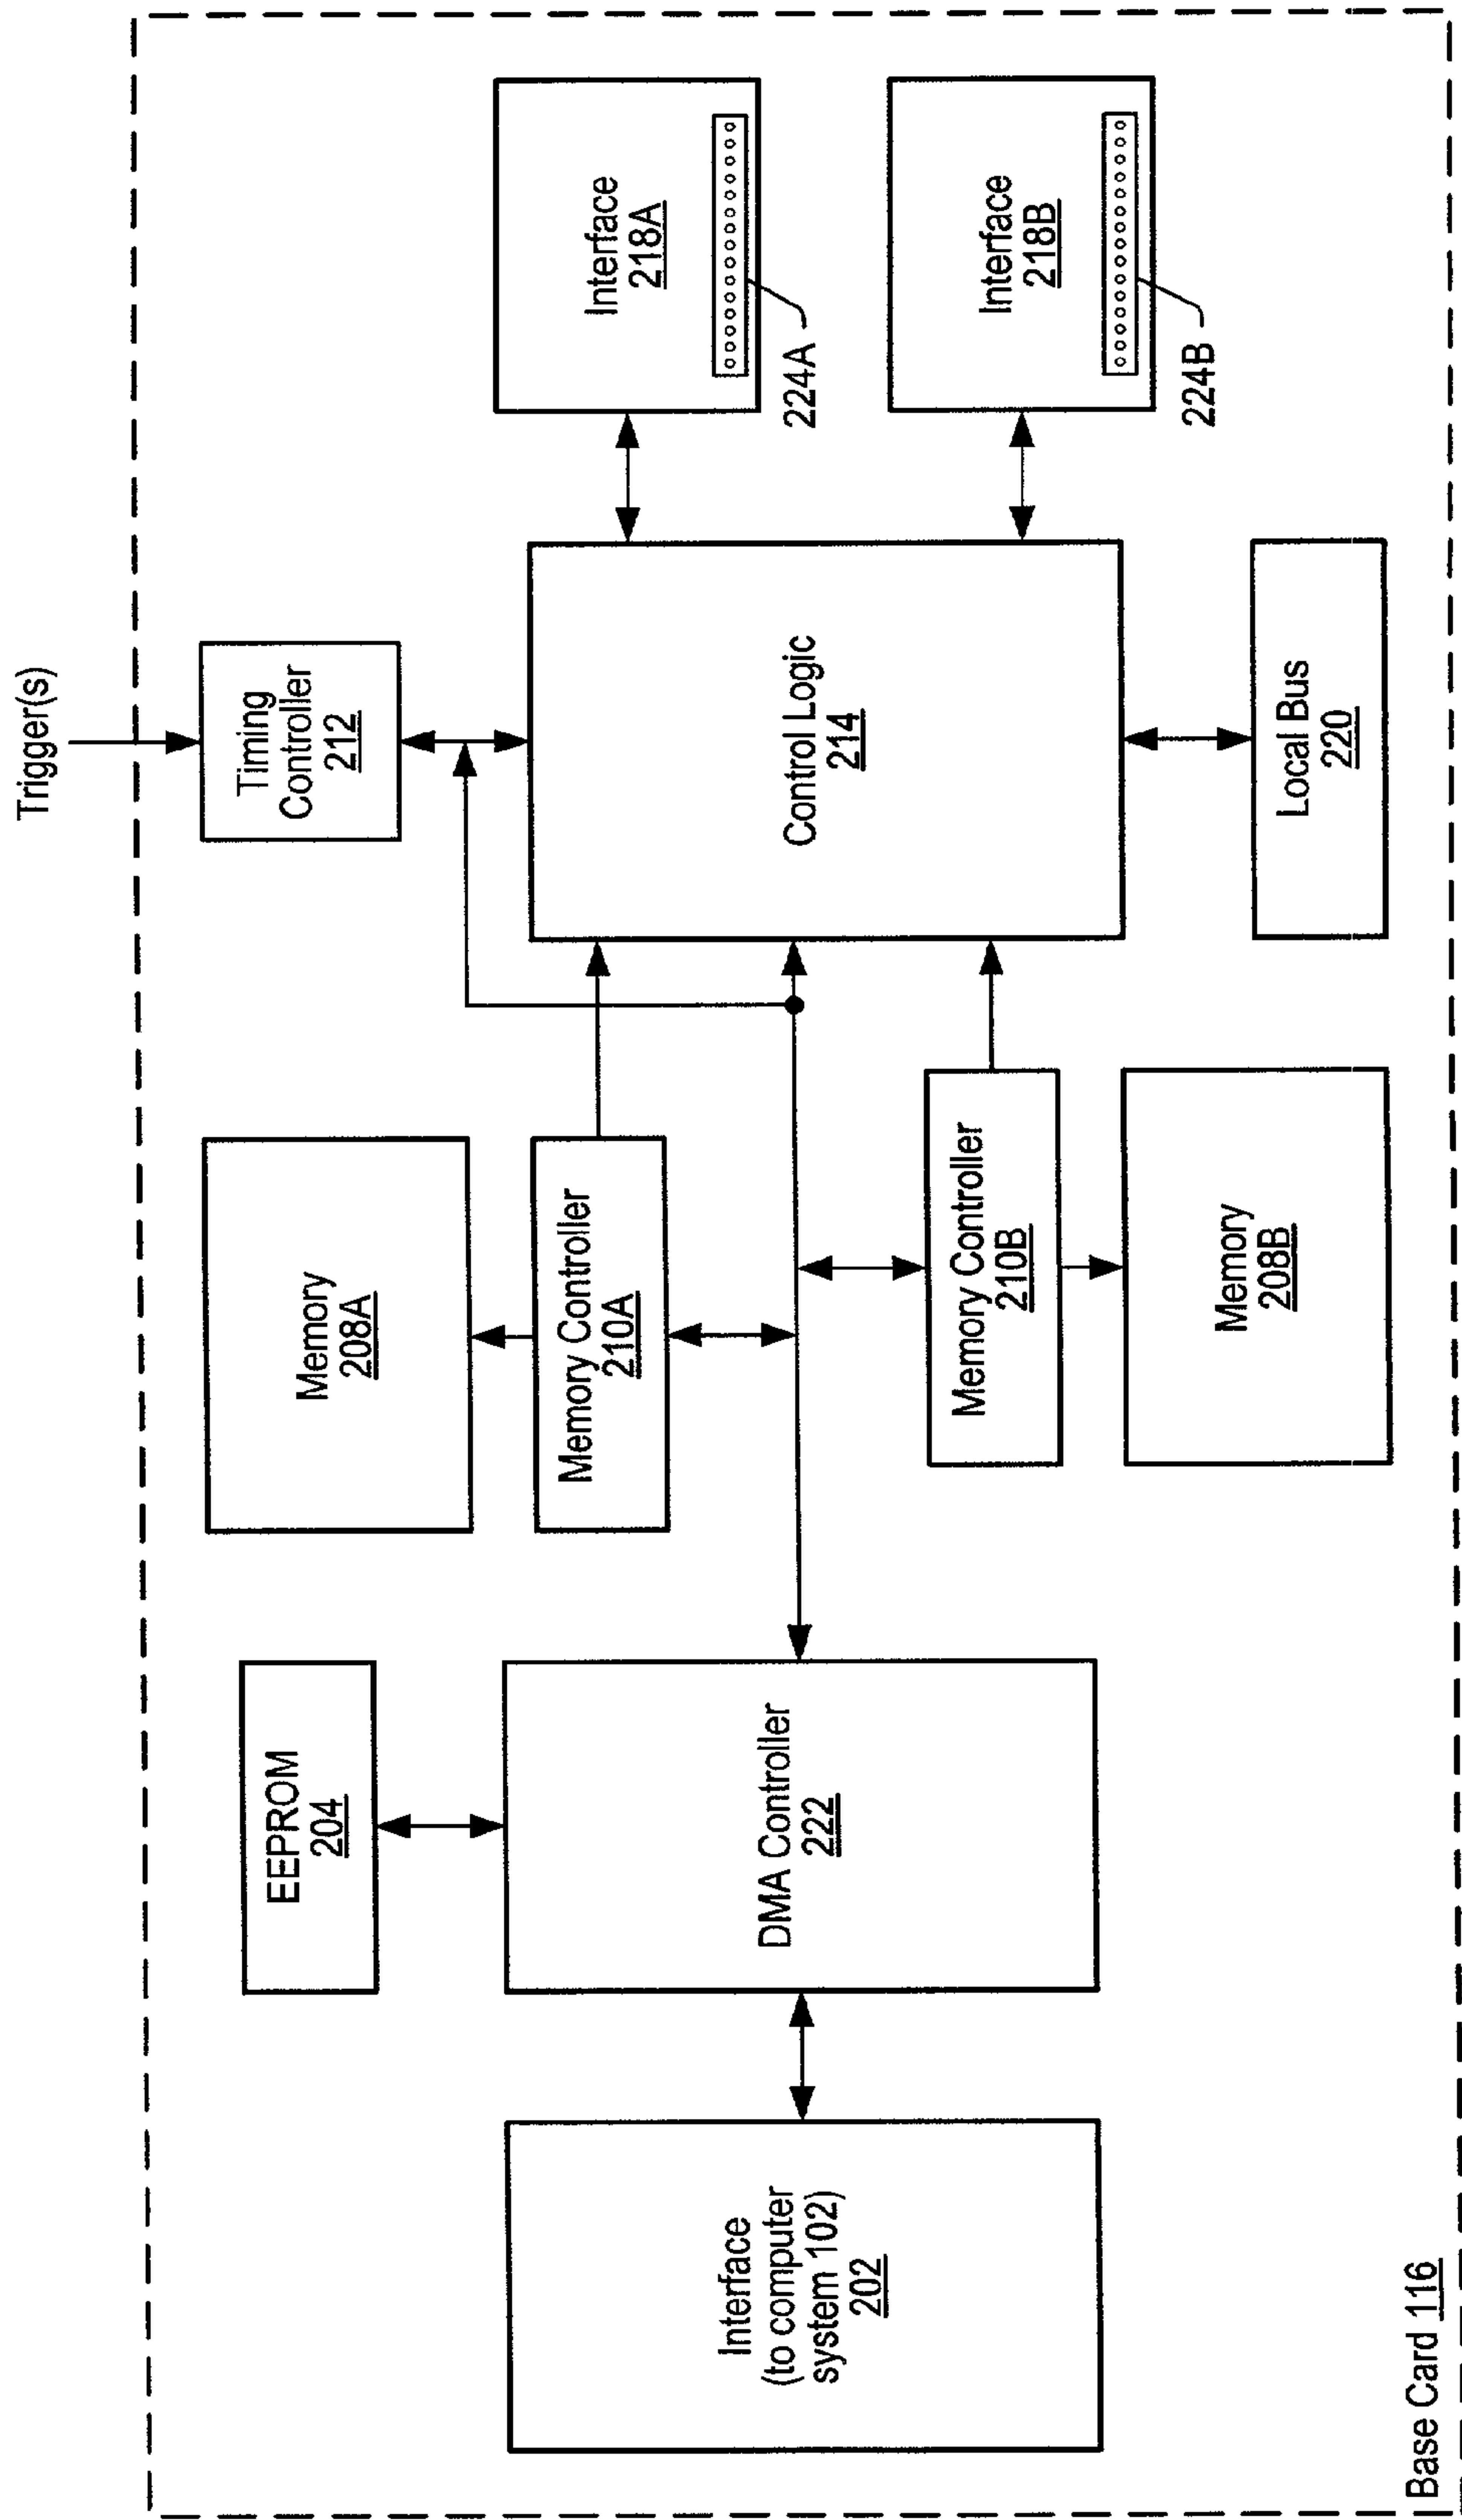 Trigger(s)
EEPROM
204
Memory
208A
Timing
Controller
212
Memory Controller
210A
Interface
218A
224A
Interface
(to computer
system 102)
202
DMA Controller
222
Control Logic
214
Memory Controller
210B
Interface
218B
224B
Memory
208B
Local Bus
220
Base Card 116